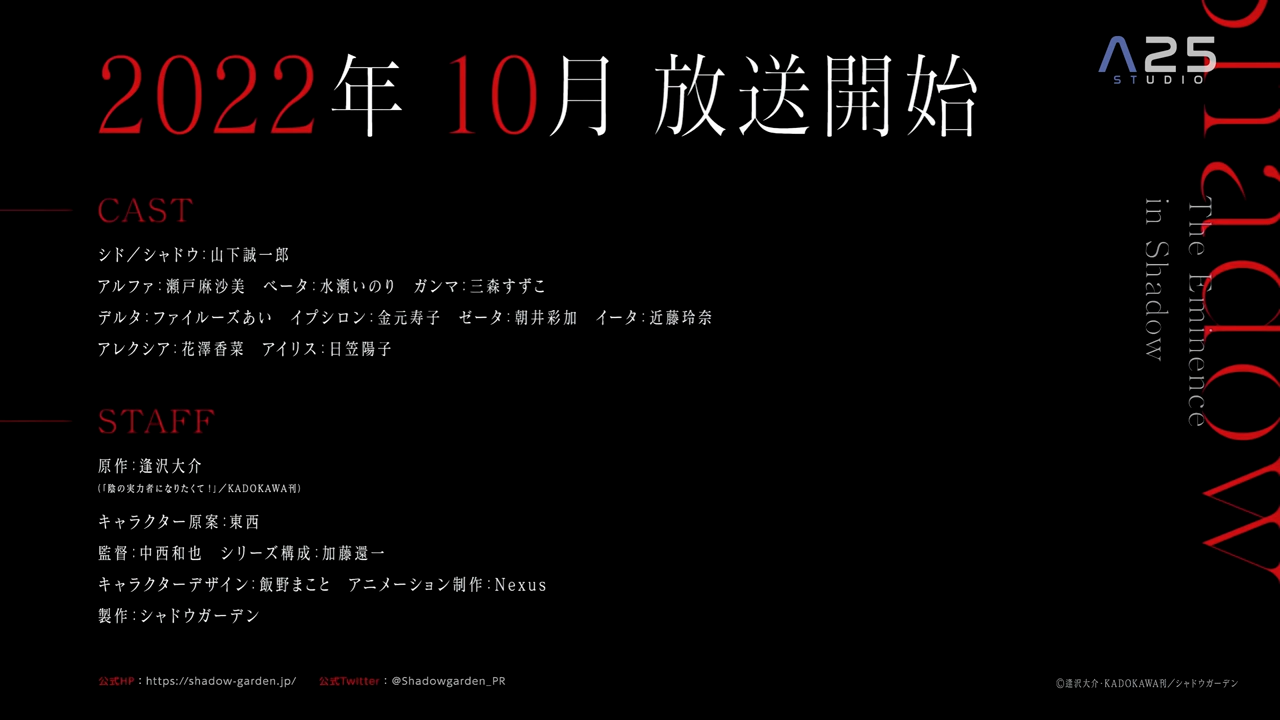 2022年 10月 放送開始
A25
STUDIO
The Eminence
in Shadow
CAST
シド／シャドウ：山下誠一郎
アルファ：瀬戸麻沙美　ベータ：水瀬いのり　ガンマ：三森すずこ
デルタ：ファイルーズあい　イプシロン：金元寿子　ゼータ：朝井彩加　イータ：近藤玲奈
アレクシア：花澤香菜　アイリス：日笠陽子
STAFF
原作：逢沢大介
(「陰の実力者になりたくて！」／KADOKAWA刊)
キャラクター原案：東西
監督：中西和也　シリーズ構成：加藤還一
キャラクターデザイン：飯野まこと　アニメーション制作：Nexus
製作：シャドウガーデン
公式HP：https://shadow-garden.jp/　公式Twitter：@Shadowgarden_PR
©逢沢大介・KADOKAWA刊／シャドウガーデン